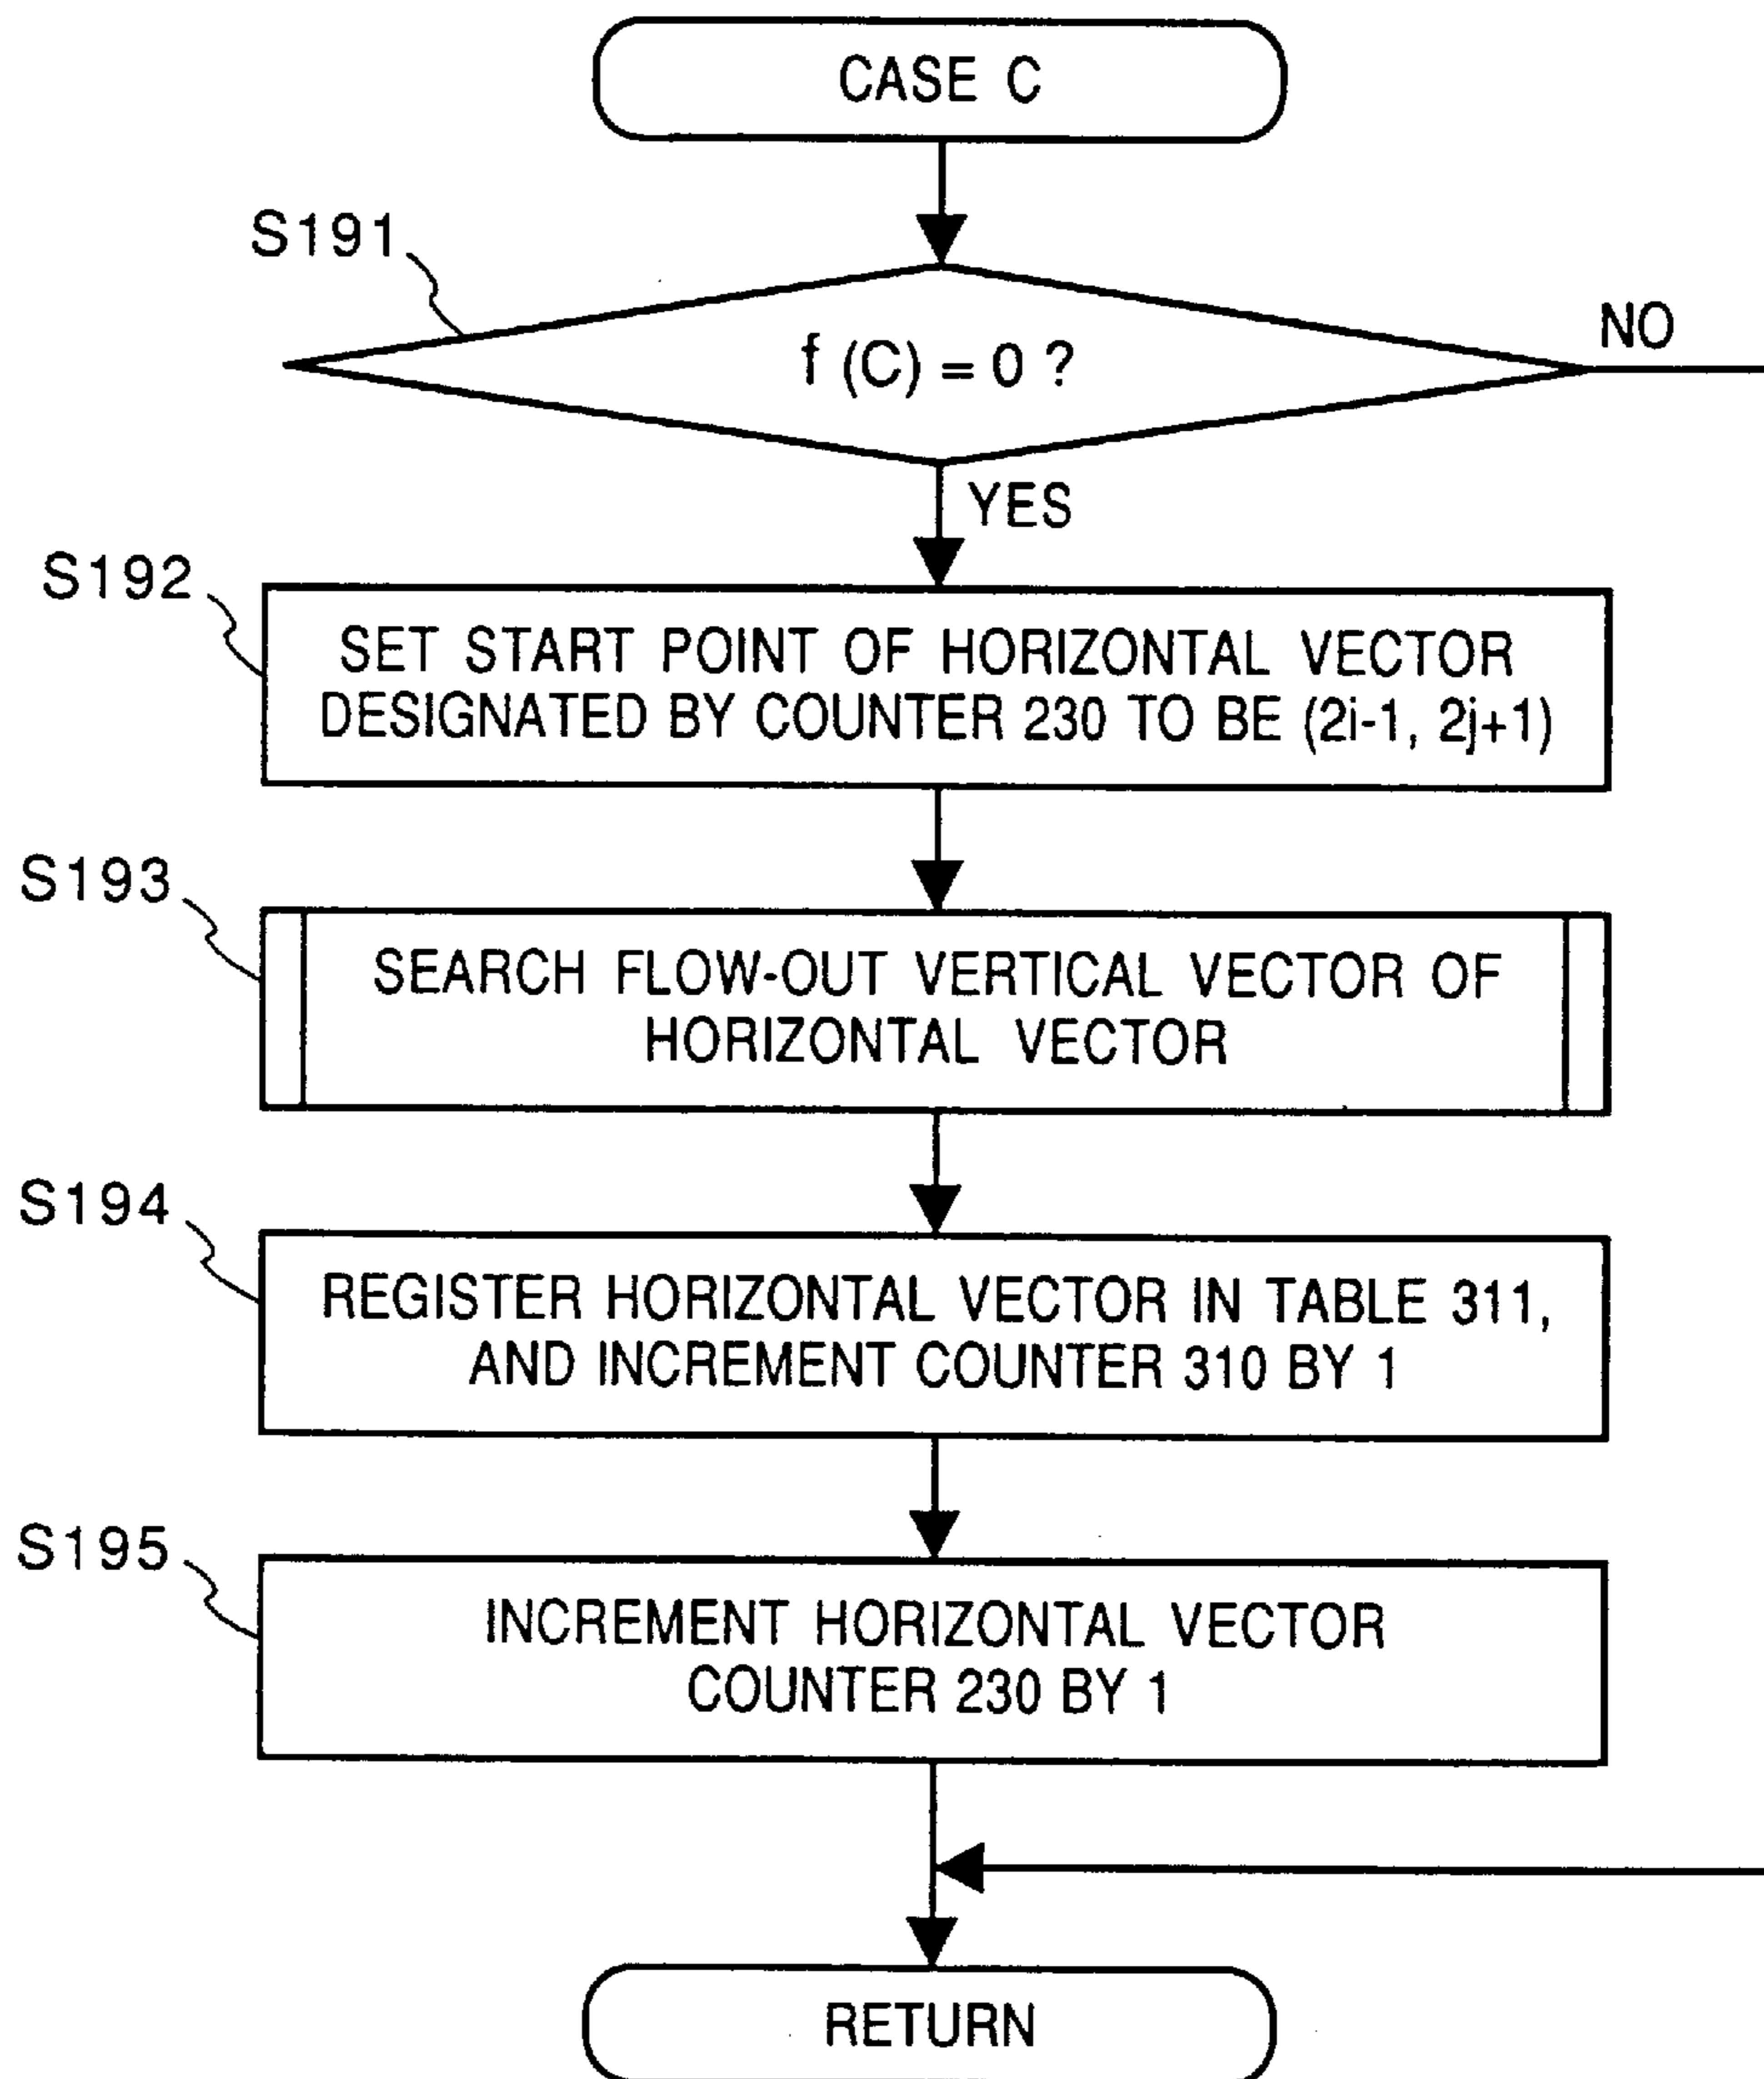 CASE C
S191
f (C) = 0 ?
NO
YES
S192
SET START POINT OF HORIZONTAL VECTOR
DESIGNATED BY COUNTER 230 TO BE (2i-1, 2j+1)
S193
SEARCH FLOW-OUT VERTICAL VECTOR OF
HORIZONTAL VECTOR
S194
REGISTER HORIZONTAL VECTOR IN TABLE 311,
AND INCREMENT COUNTER 310 BY 1
S195
INCREMENT HORIZONTAL VECTOR
COUNTER 230 BY 1
RETURN